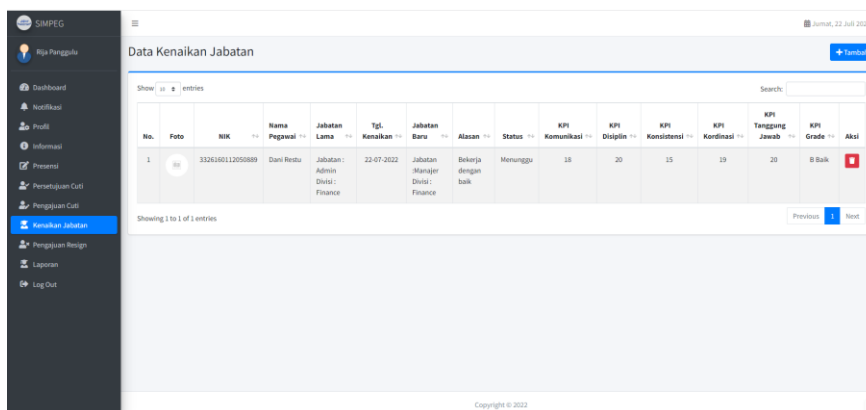 SIMPEG
Jumat, 22 Juli 202
Rija Panggulu
Dashboard
Notifikasi
Profil
Informasi
Presensi
Persetujuan Cuti
Pengajuan Cuti
Kenaikan Jabatan
Pengajuan Resign
Laporan
Log Out
Data Kenaikan Jabatan
+Tambah
Show 10 entries
Search:
No. Foto NIK Nama Pegawai Jabatan Lama Tgl. Kenaikan Jabatan Baru Alasan Status KPI Komunikasi KPI Disiplin KPI Konsistensi KPI Kordinasi KPI Tanggung Jawab KPI Grade Aksi
1 3326160112050889 Dani Restu Jabatan : Admin Divisi : Finance 22-07-2022 Jabatan :Manajer Divisi : Finance Bekerja dengan baik Menunggu 18 20 15 19 20 B Baik
Showing 1 to 1 of 1 entries
Previous 1 Next
Copyright © 2022